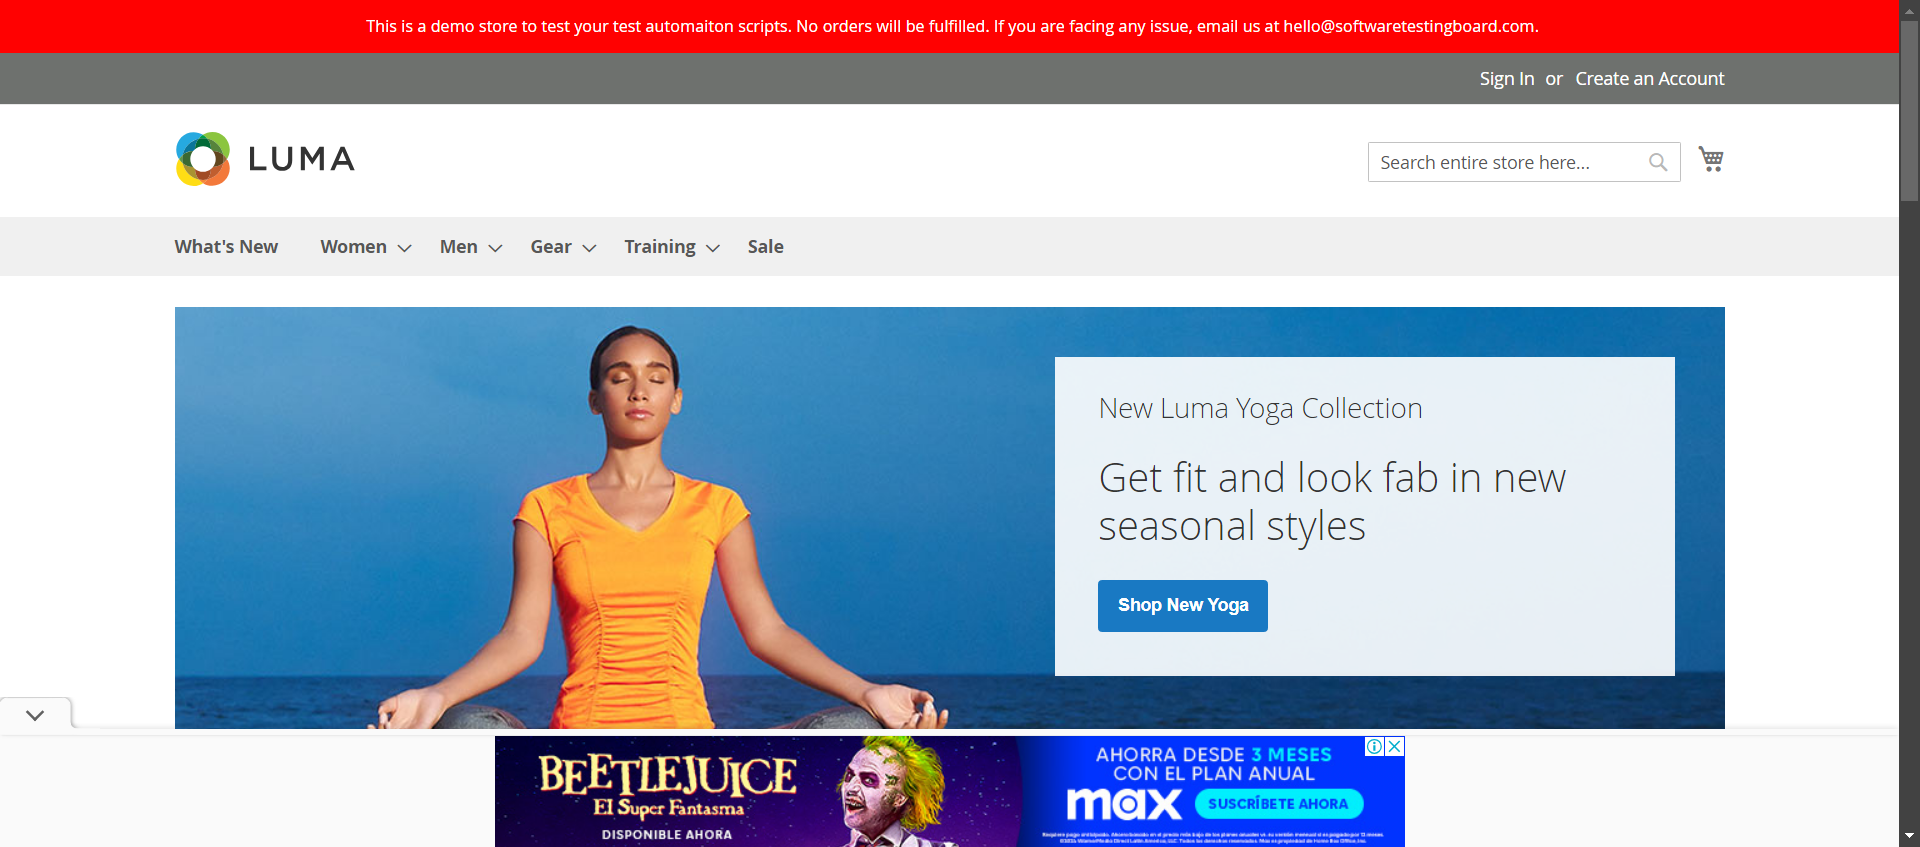 This is a demo store to test your test automaiton scripts. No orders will be fulfilled. If you are facing any issue, email us at hello@softwaretestingboard.com.
Sign In or Create an Account
LUMA
Search entire store here...
What's New Women Men Gear Training Sale
New Luma Yoga Collection
Get fit and look fab in new
seasonal styles
Shop New Yoga
BEETLEJUICE
El Super Fantasma
DISPONIBLE AHORA
AHORRA DESDE 3 MESES
CON EL PLAN ANUAL
max SUSCRÍBETE AHORA